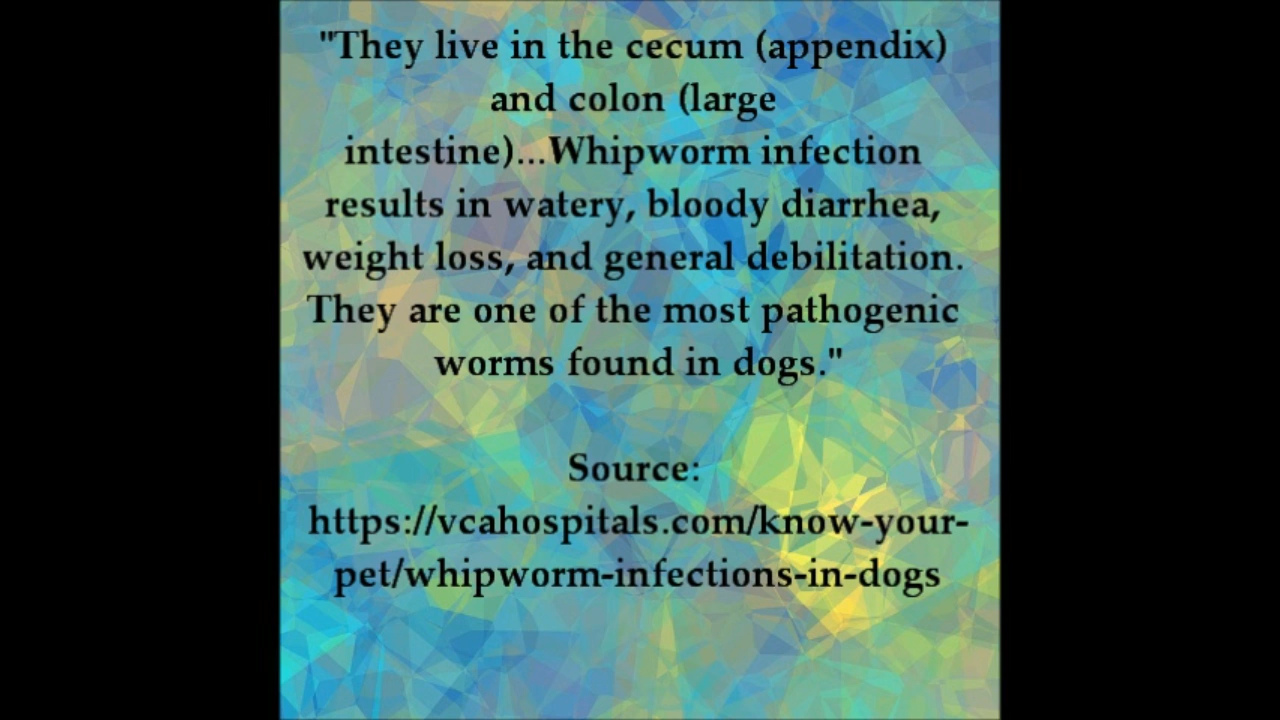 "They live in the cecum (appendix)
and colon (large
intestine)...Whipworm infection
results in watery, bloody diarrhea,
weight loss, and general debilitation.
They are one of the most pathogenic
worms found in dogs."
Source:
https://vcahospitals.com/know-your-
pet/whipworm-infections-in-dogs